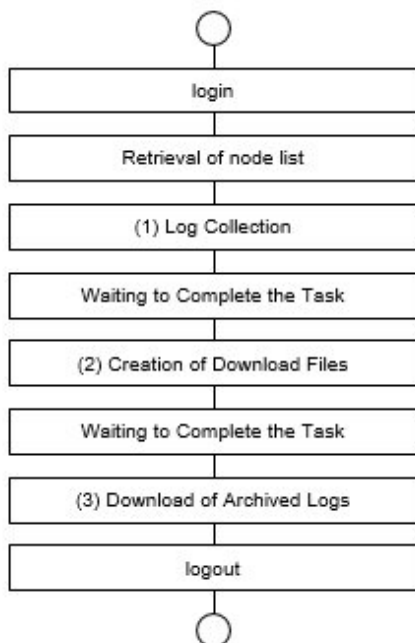 login
Retrieval of node list
(1) Log Collection
Waiting to Complete the Task
(2) Creation of Download Files
Waiting to Complete the Task
(3) Download of Archived Logs
logout